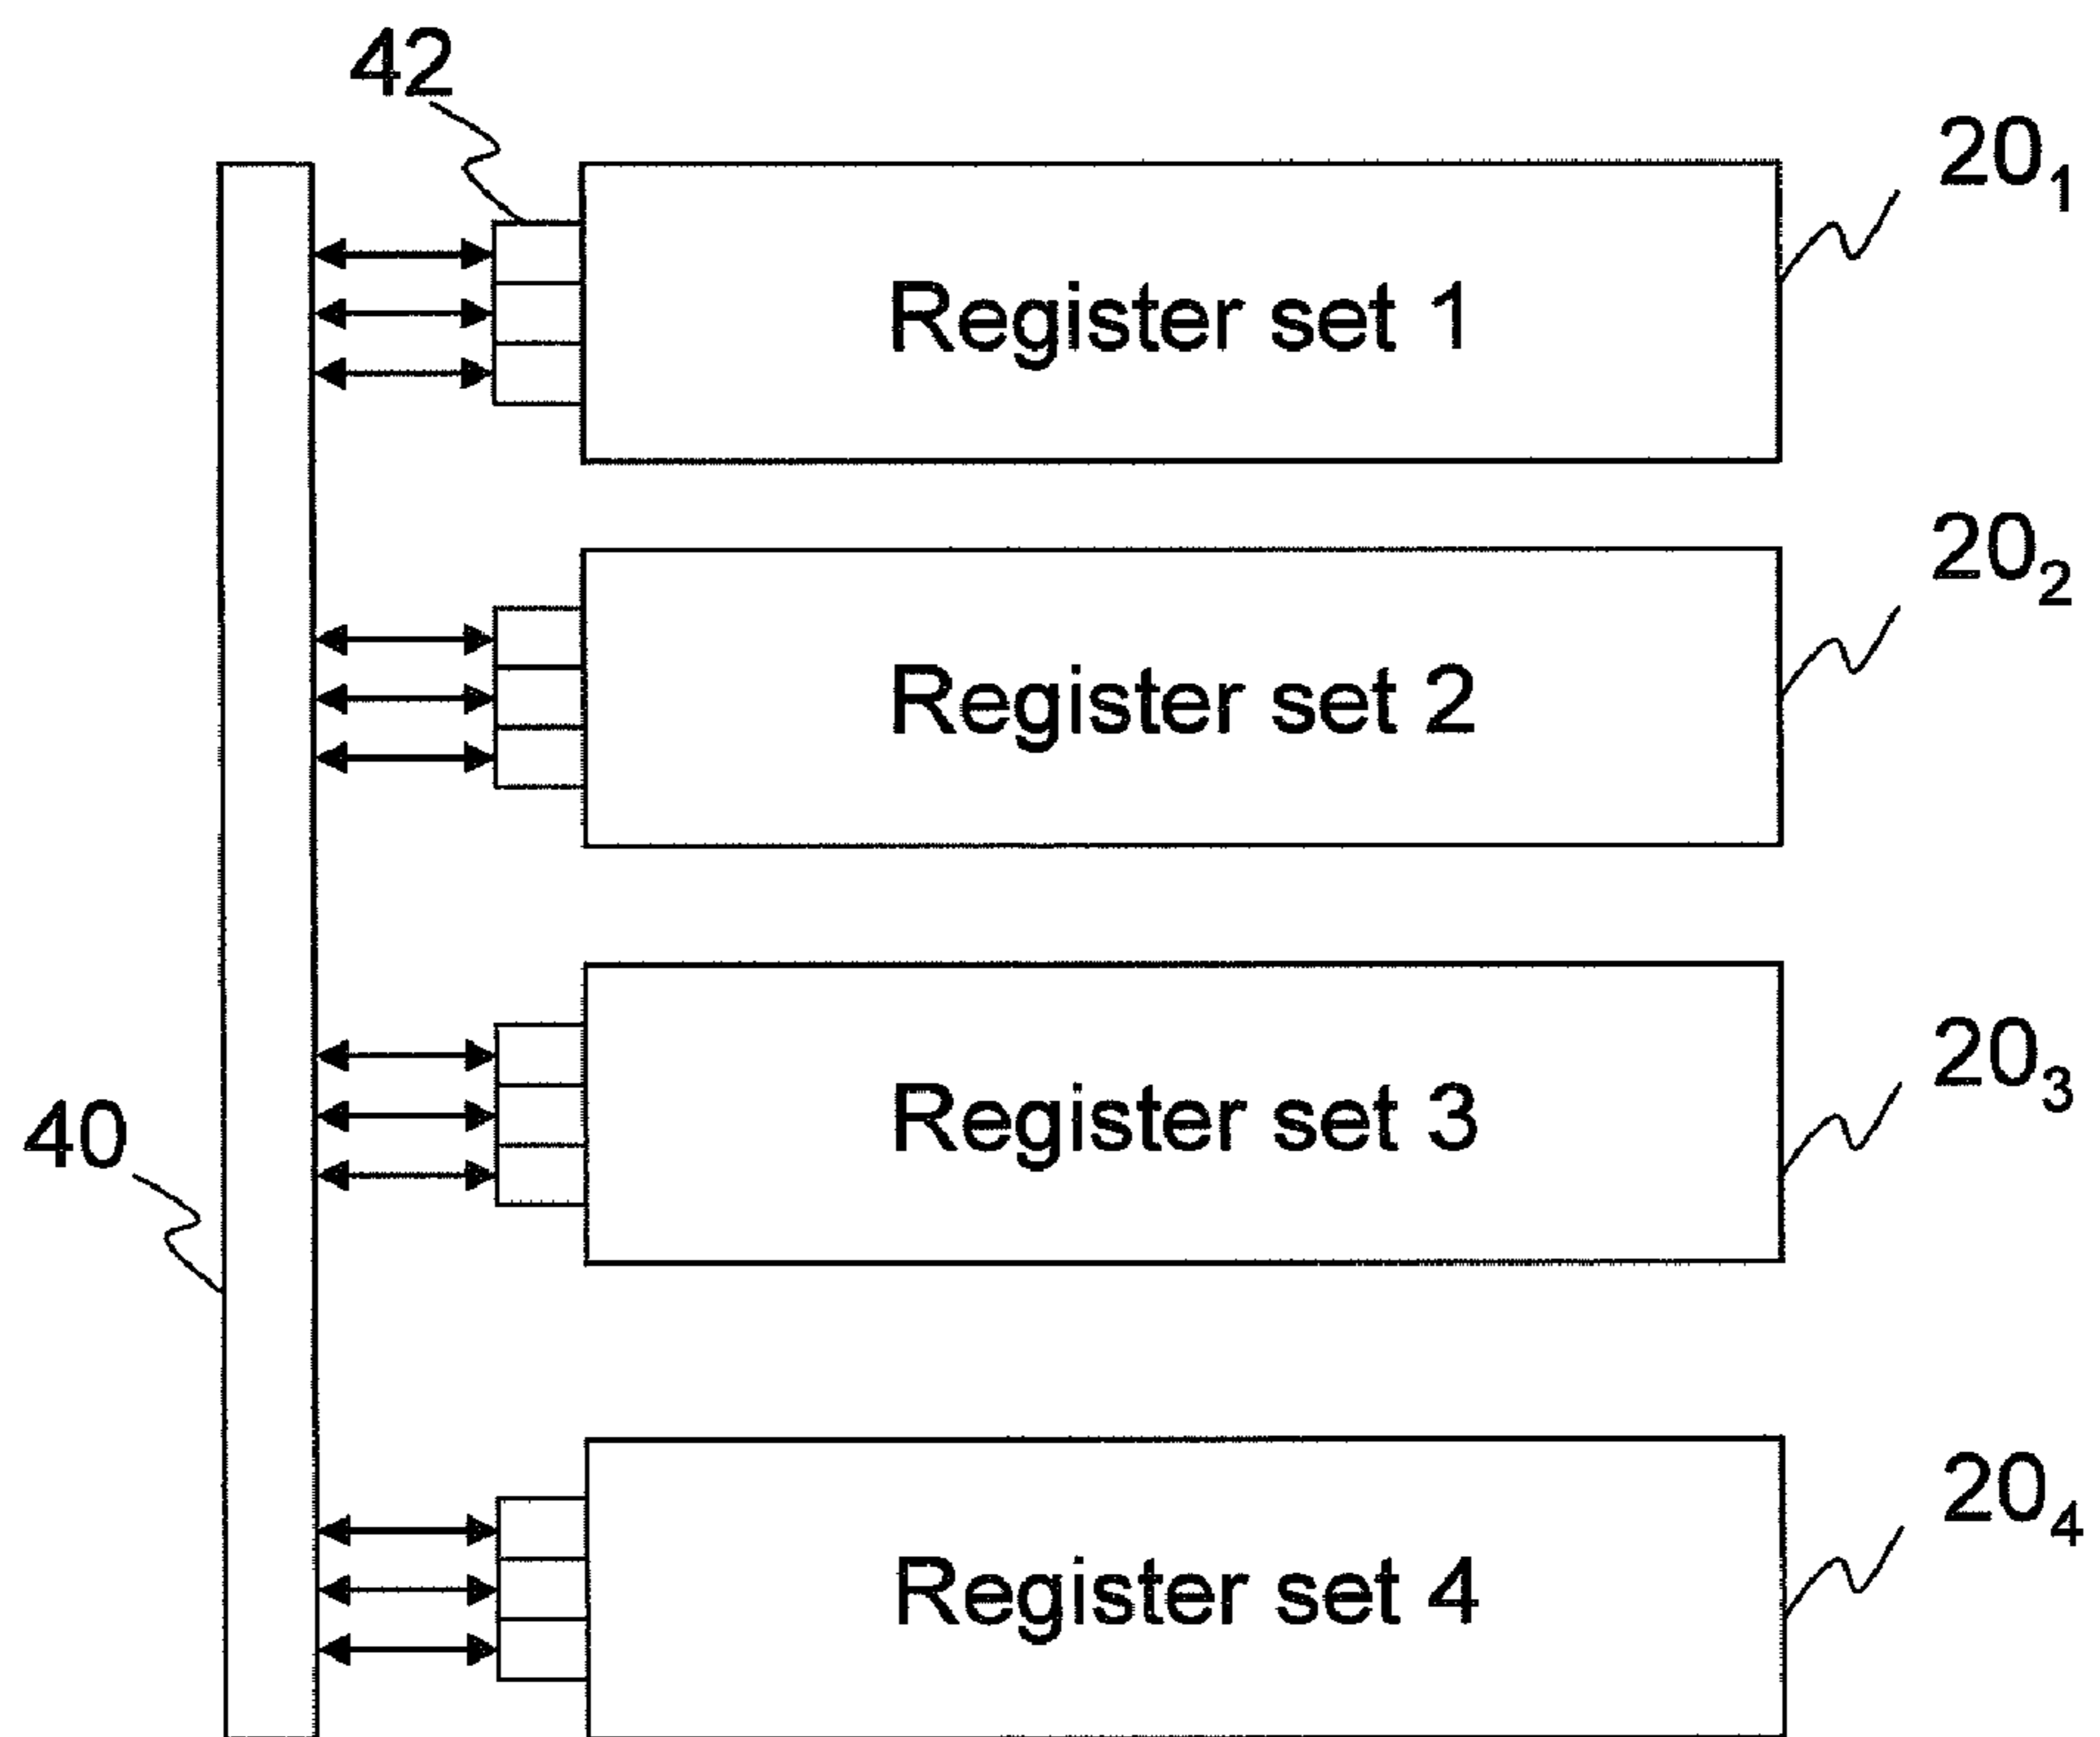 42
20₁
Register set 1
20₂
Register set 2
20₃
Register set 3
40
20₄
Register set 4